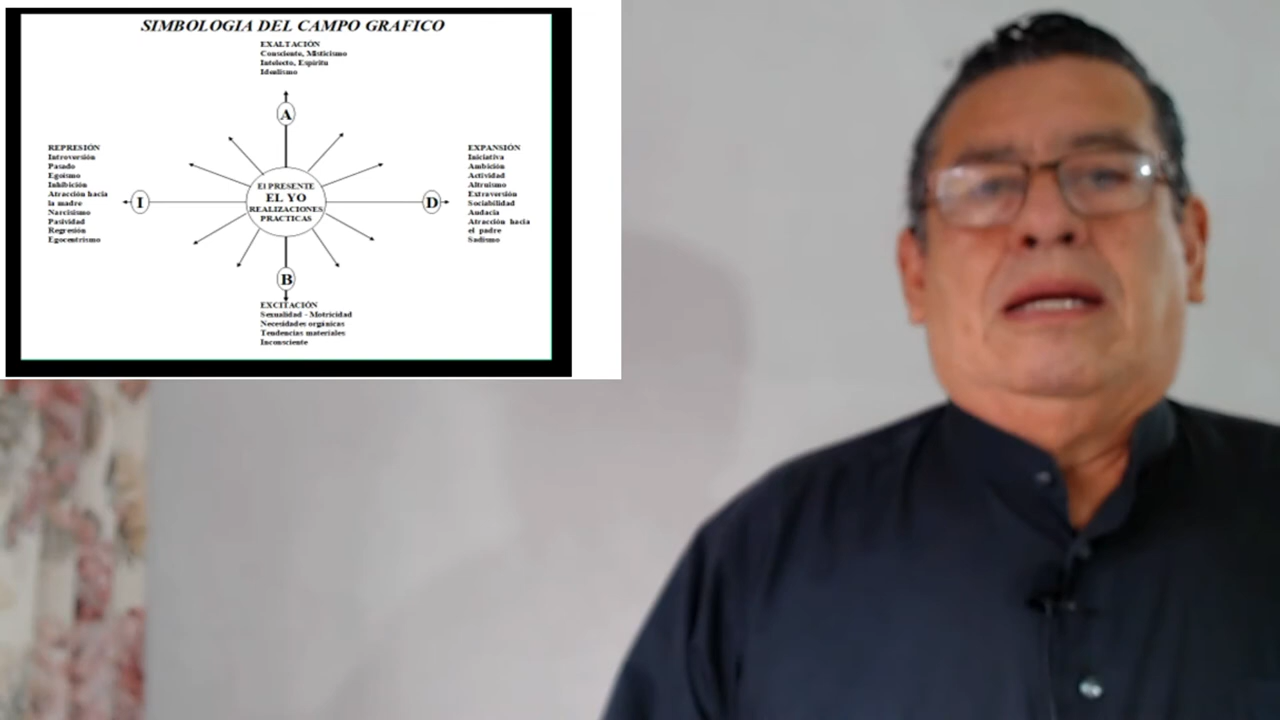 SIMBOLOGIA DEL CAMPO GRAFICO
EXALTACIÓN
Consciente, Misticismo
Intelecto, Espíritu
Idealismo
A
REPRESIÓN
Introversión
Pasado
Egoísmo
Inhibición
Atracción hacia
la madre
Narcisismo
Pasividad
Regresión
Egocentrismo
I
El PRESENTE
EL YO
REALIZACIONES
PRACTICAS
D
EXPANSIÓN
Iniciativa
Ambición
Actividad
Altruismo
Extraversión
Sociabilidad
Audacia
Atracción hacia
el padre
Sadismo
B
EXCITACIÓN
Sexualidad - Motricidad
Necesidades orgánicas
Tendencias materiales
Inconsciente